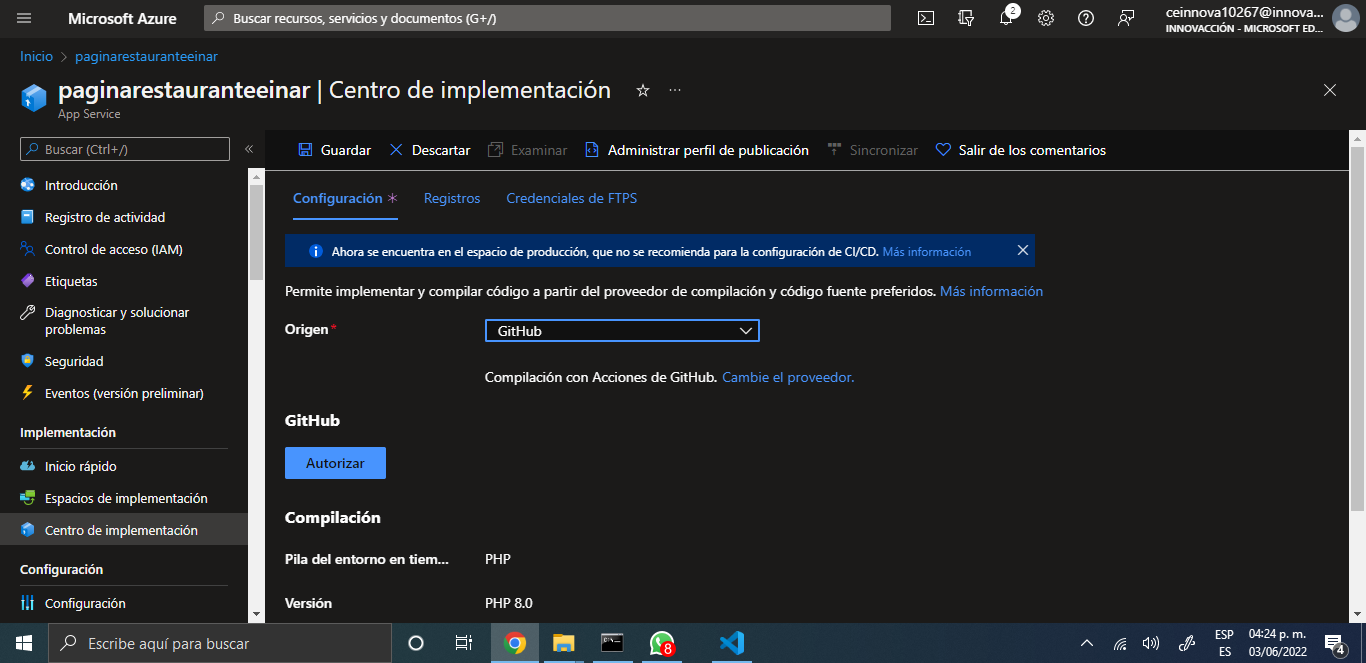 Microsoft Azure
Buscar recursos, servicios y documentos (G+/)
2
ceinnova10267@innova...
INNOVACCIÓN - MICROSOFT ED...
Inicio > paginarestauranteeinar
paginarestauranteeinar | Centro de implementación
App Service
Buscar (Ctrl+/)
Introducción
Registro de actividad
Control de acceso (IAM)
Etiquetas
Diagnosticar y solucionar
problemas
Seguridad
Eventos (versión preliminar)
Implementación
Inicio rápido
Espacios de implementación
Centro de implementación
Configuración
Configuración
Guardar
Descartar
Examinar
Administrar perfil de publicación
Sincronizar
Salir de los comentarios
Configuración *
Registros
Credenciales de FTPS
Ahora se encuentra en el espacio de producción, que no se recomienda para la configuración de CI/CD. Más información
Permite implementar y compilar código a partir del proveedor de compilación y código fuente preferidos. Más información
Origen *
GitHub
Compilación con Acciones de GitHub. Cambie el proveedor.
GitHub
Autorizar
Compilación
Pila del entorno en tiem... PHP
Versión PHP 8.0
Escribe aquí para buscar
8
ESP
ES
04:24 p. m.
03/06/2022
4